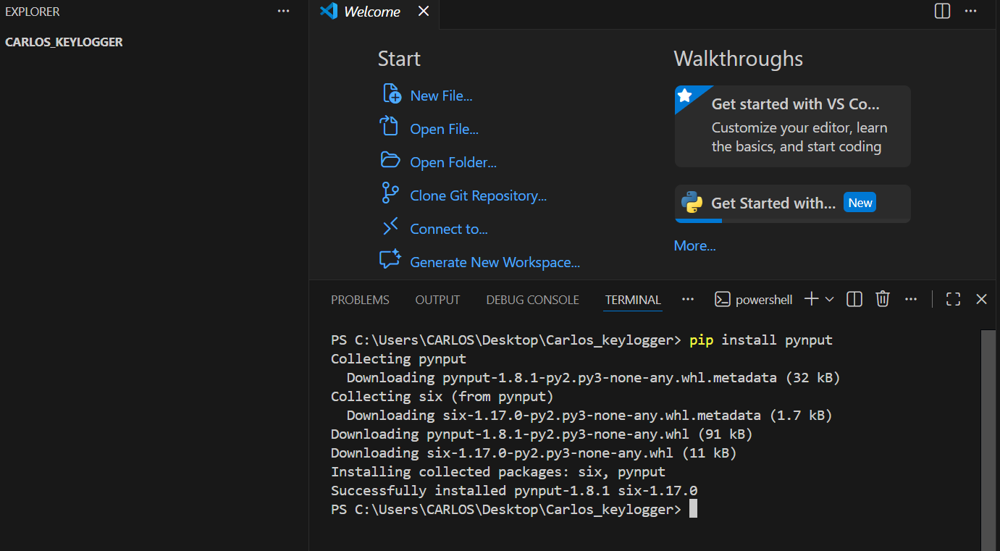 EXPLORER
CARLOS_KEYLOGGER
Welcome
Start
New File...
Open File...
Open Folder...
Clone Git Repository...
Connect to...
Generate New Workspace...
Walkthroughs
Get started with VS Co...
Customize your editor, learn
the basics, and start coding
Get Started with... New
More...
PROBLEMS OUTPUT DEBUG CONSOLE TERMINAL ... powershell
PS C:\Users\CARLOS\Desktop\Carlos_keylogger> pip install pynput
Collecting pynput
  Downloading pynput-1.8.1-py2.py3-none-any.whl.metadata (32 kB)
Collecting six (from pynput)
  Downloading six-1.17.0-py2.py3-none-any.whl.metadata (1.7 kB)
Downloading pynput-1.8.1-py2.py3-none-any.whl (91 kB)
Downloading six-1.17.0-py2.py3-none-any.whl (11 kB)
Installing collected packages: six, pynput
Successfully installed pynput-1.8.1 six-1.17.0
PS C:\Users\CARLOS\Desktop\Carlos_keylogger>